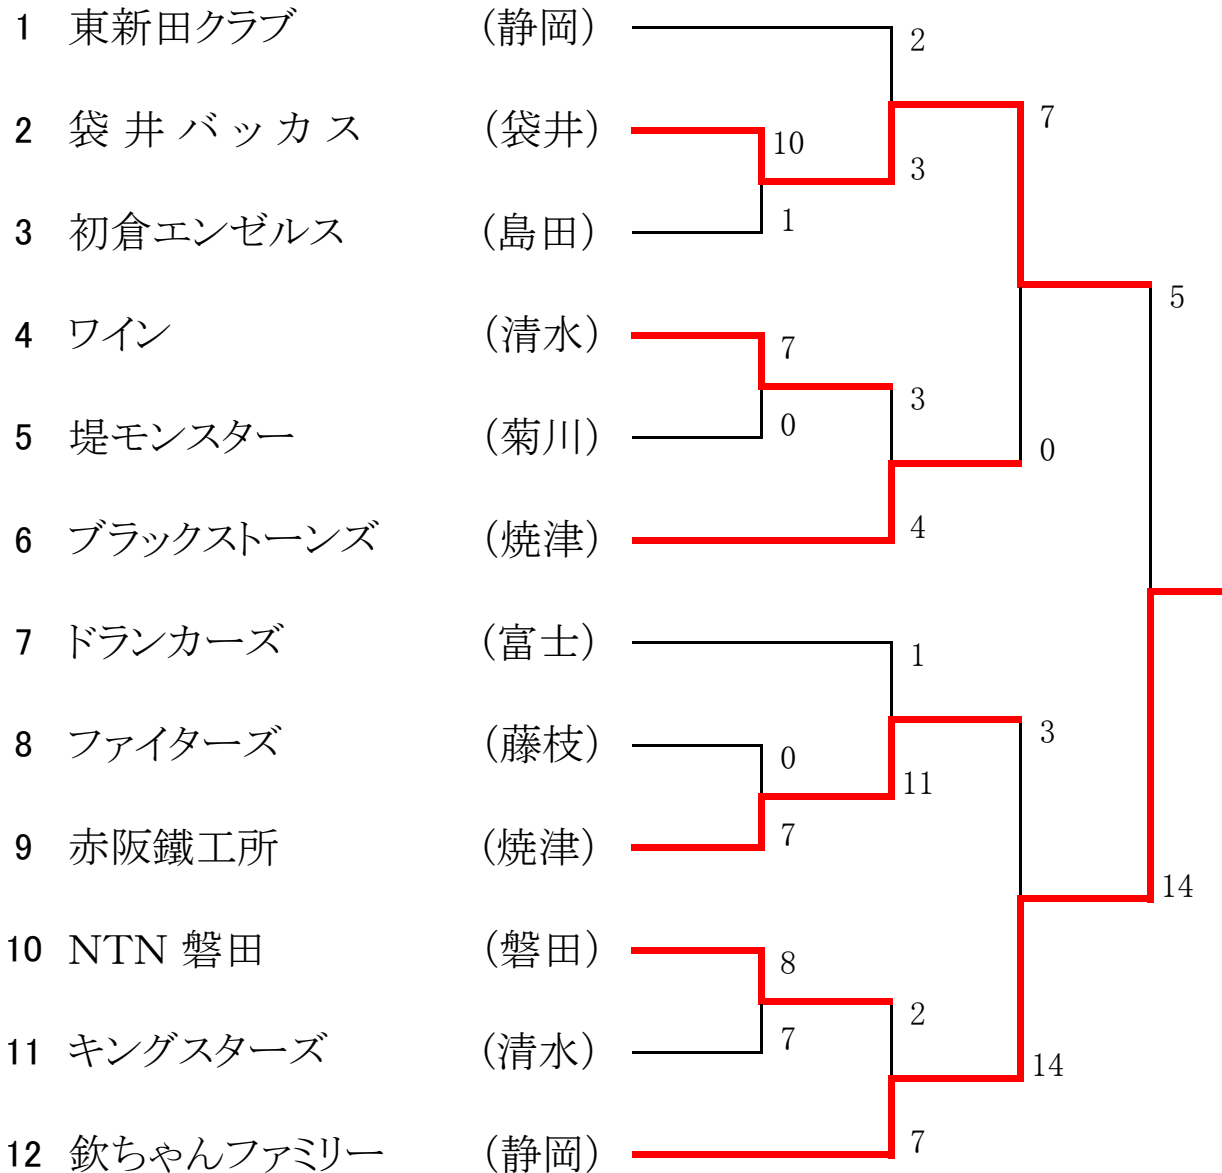 1 東新田クラブ (静岡) 2
7
2 袋井バッカス (袋井) 10
3
3 初倉エンゼルス (島田) 1
5
4 ワイン (清水) 7
3
5 堤モンスター (菊川) 0
0
6 ブラックストーンズ (焼津) 4
7 ドランカーズ (富士) 1
3
8 ファイターズ (藤枝) 0
11
9 赤阪鐵工所 (焼津) 7
14
10 NTN 磐田 (磐田) 8
2
11 キングスターズ (清水) 7
14
12 欽ちゃんファミリー (静岡) 7